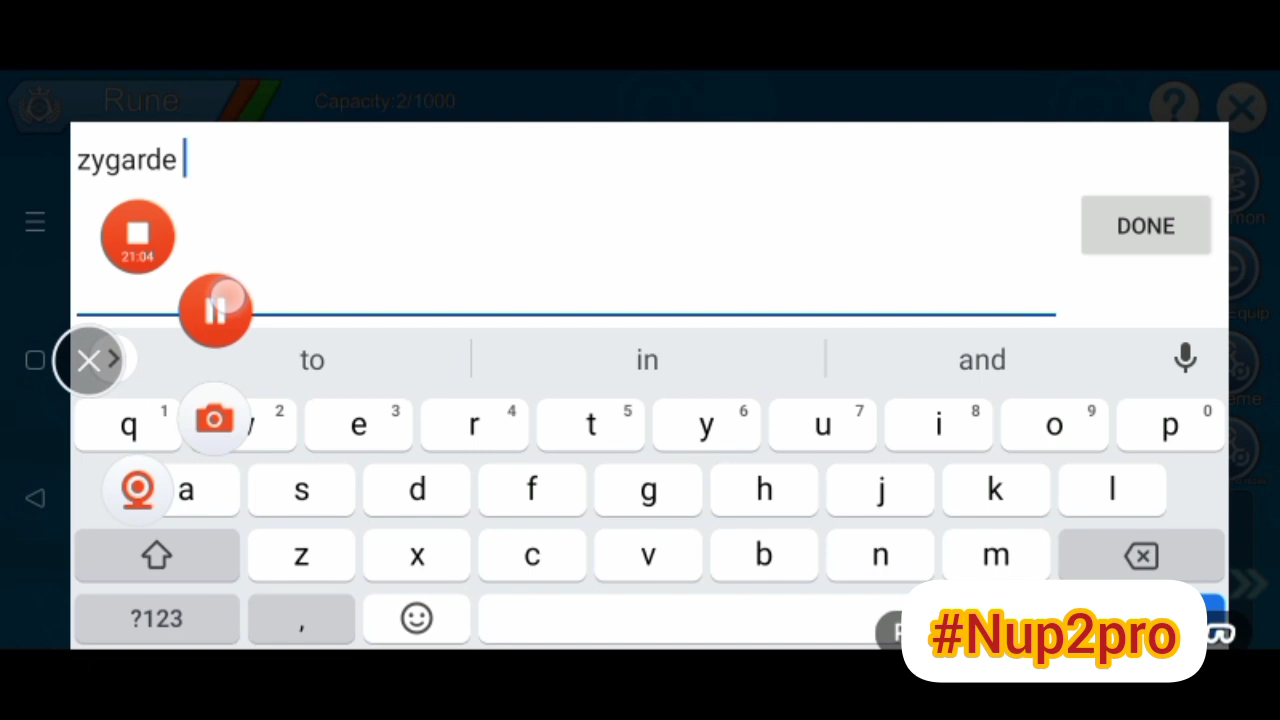 Rune
Capacity:2/1000
?
zygarde
DONE
21:04
to in and
q 1 2 e 3 r 4 t 5 y 6 u 7 i 8 o 9 p 0
a s d f g h j k l
z x c v b n m
?123 ,
#Nup2pro